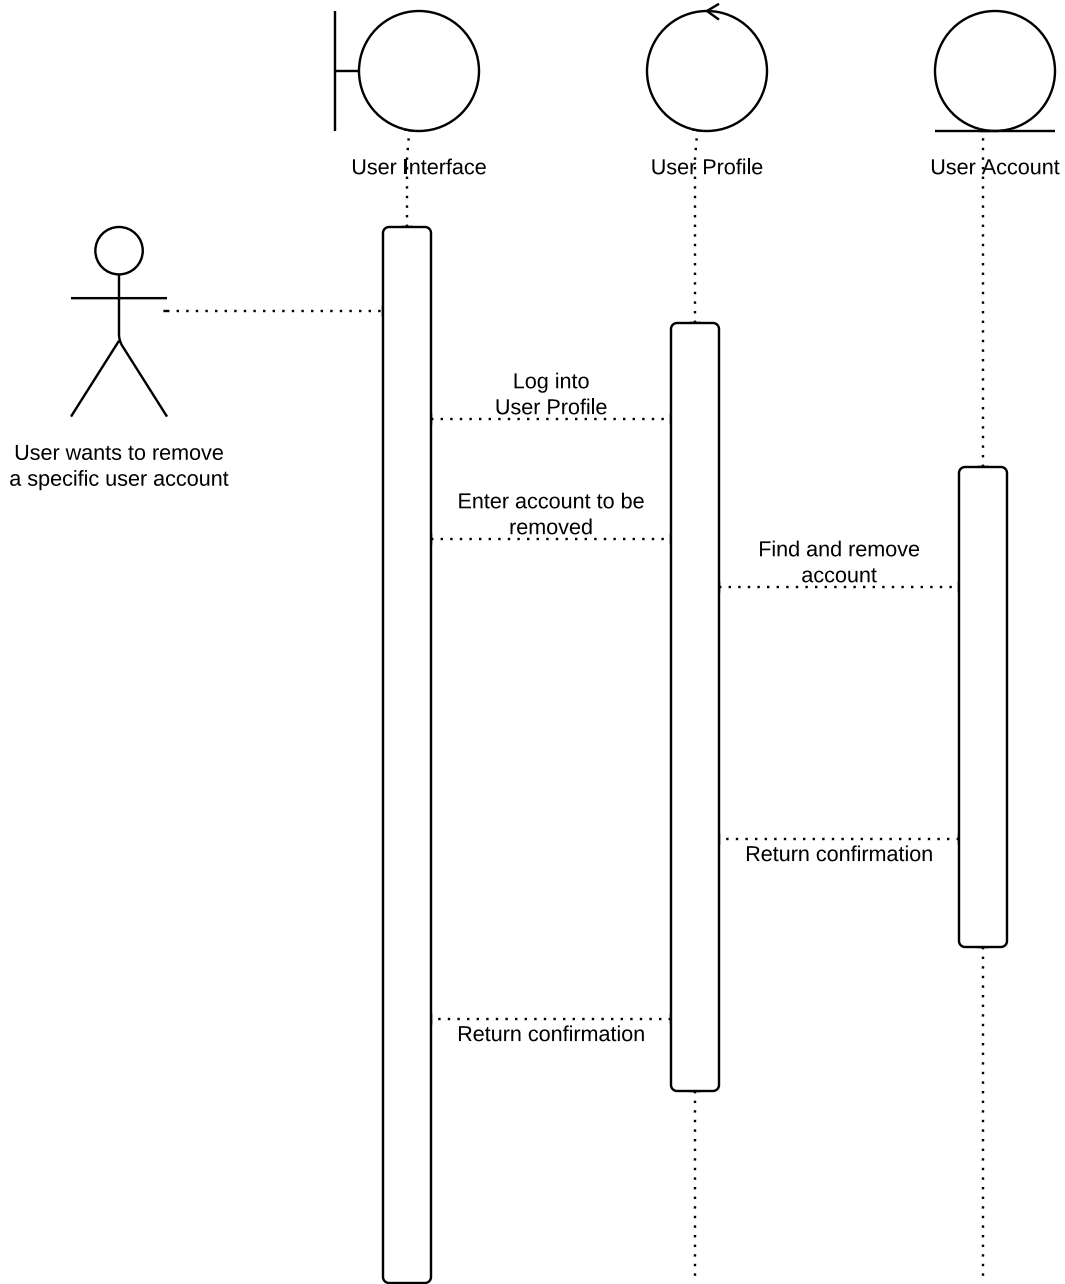 User Interface
User Profile
User Account
User wants to remove
a specific user account
Log into
User Profile
Enter account to be
removed
Find and remove
account
Return confirmation
Return confirmation